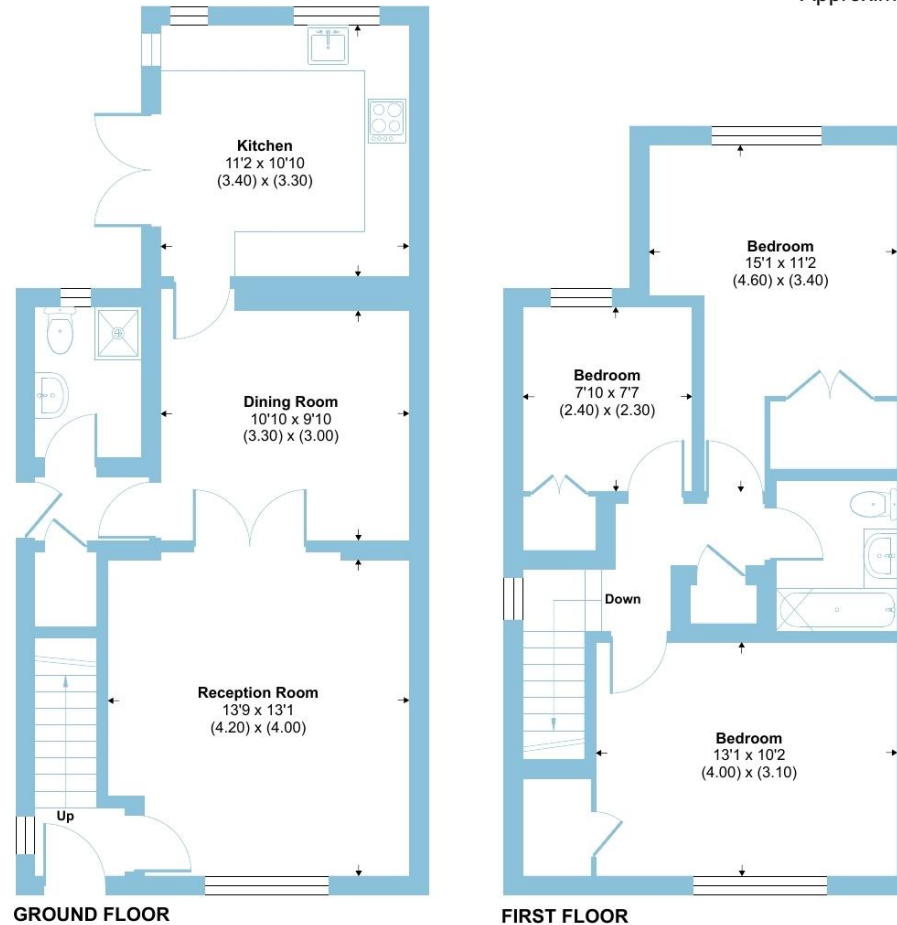 Approxim
Kitchen
11'2 x 10'10
(3.40) x (3.30)
Dining Room
10'10 x 9'10
(3.30) x (3.00)
Reception Room
13'9 x 13'1
(4.20) x (4.00)
Up
GROUND FLOOR
Bedroom
15'1 x 11'2
(4.60) x (3.40)
Bedroom
7'10 x 7'7
(2.40) x (2.30)
Down
Bedroom
13'1 x 10'2
(4.00) x (3.10)
FIRST FLOOR